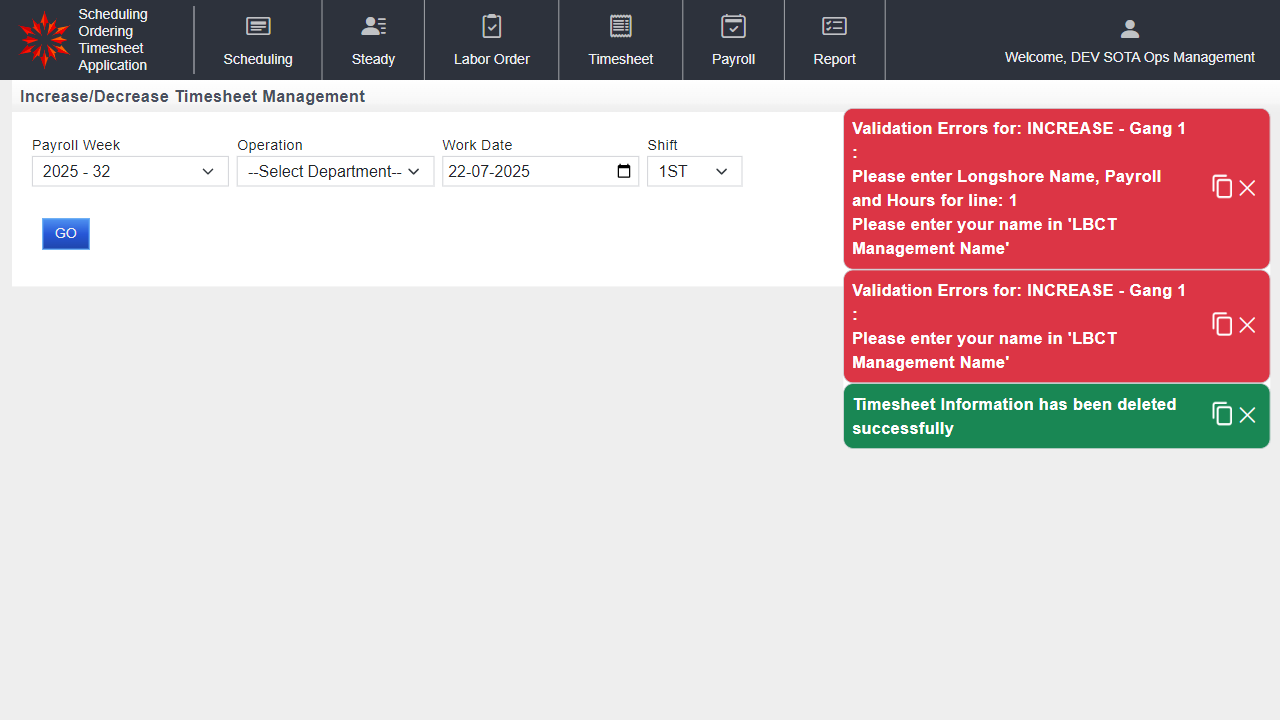 Scheduling
Ordering
Timesheet
Application
Scheduling
Steady
Labor Order
Timesheet
Payroll
Report
Welcome, DEV SOTA Ops Management
Increase/Decrease Timesheet Management
Payroll Week
Operation
Work Date
Shift
2025 - 32
--Select Department--
22-07-2025
1ST
GO
Validation Errors for: INCREASE - Gang 1
:
Please enter Longshore Name, Payroll
and Hours for line: 1
Please enter your name in 'LBCT
Management Name'
Validation Errors for: INCREASE - Gang 1
:
Please enter your name in 'LBCT
Management Name'
Timesheet Information has been deleted
successfully